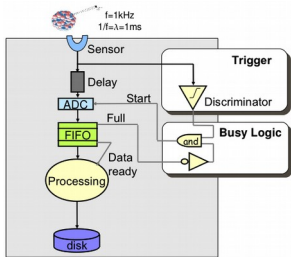 f=1kHz
1/f=λ=1ms
Sensor
Trigger
Delay
Discriminator
Start
ADC
Busy Logic
Full
FIFO
and
Data
ready
Processing
disk